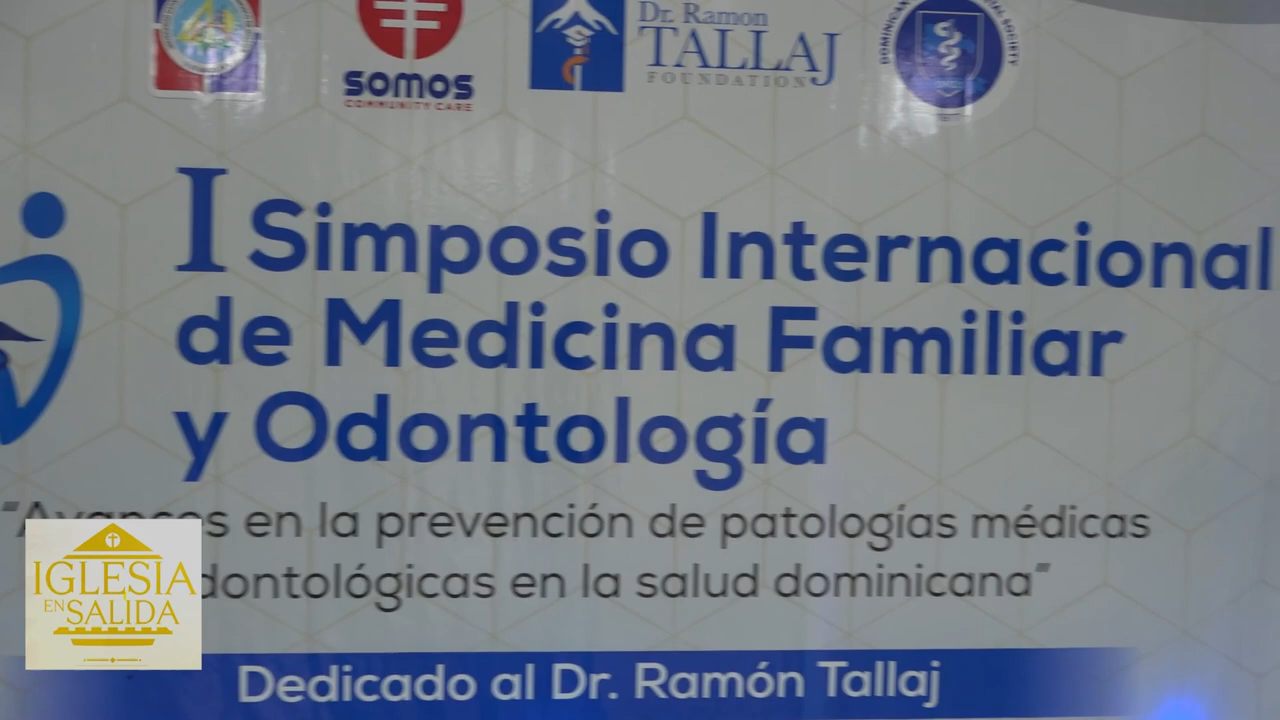 SOMOS
COMMUNITY CARE
Dr. Ramon
TALLAJ
FOUNDATION
I Simposio Internacional
de Medicina Familiar
y Odontología
en la prevención de patologías médicas
en la salud dominicana”
IGLESIA
EN SALIDA
Dedicado al Dr. Ramón Tallaj